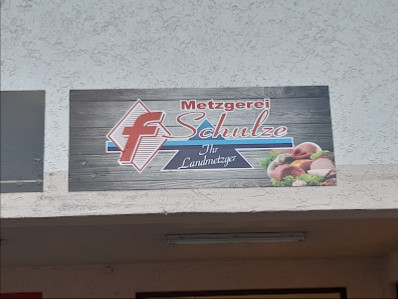 Metzgerei
f Schulze
Ihr
Landmetzger